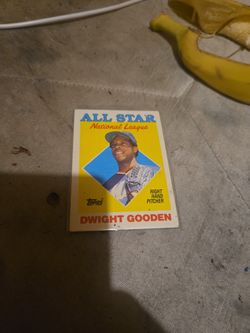 ALL STAR
National League
RIGHT
HAND
PITCHER
Topps
DWIGHT GOODEN